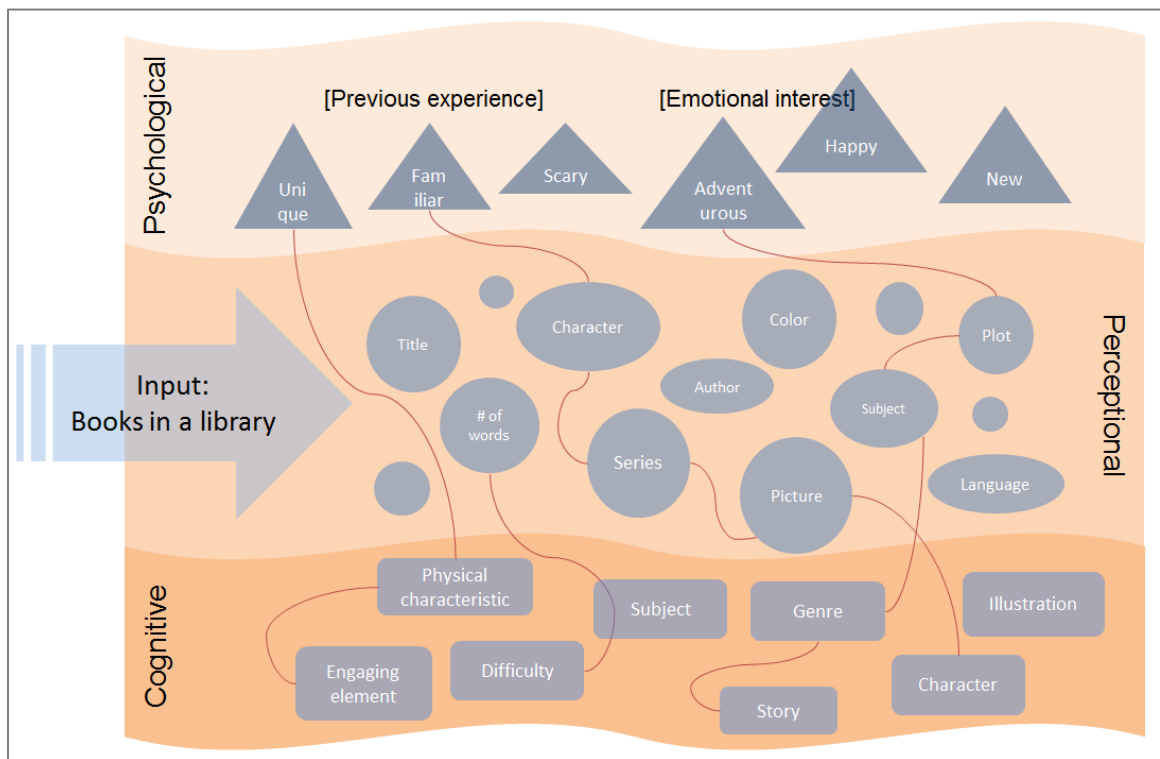 Psychological
[Previous experience]
[Emotional interest]
Uni
que
Fam
iliar
Scary
Advent
urous
Happy
New
Perceptional
Input:
Books in a library
Title
Character
Color
Plot
Author
# of
words
Subject
Series
Picture
Language
Cognitive
Physical
characteristic
Subject
Genre
Illustration
Engaging
element
Difficulty
Story
Character